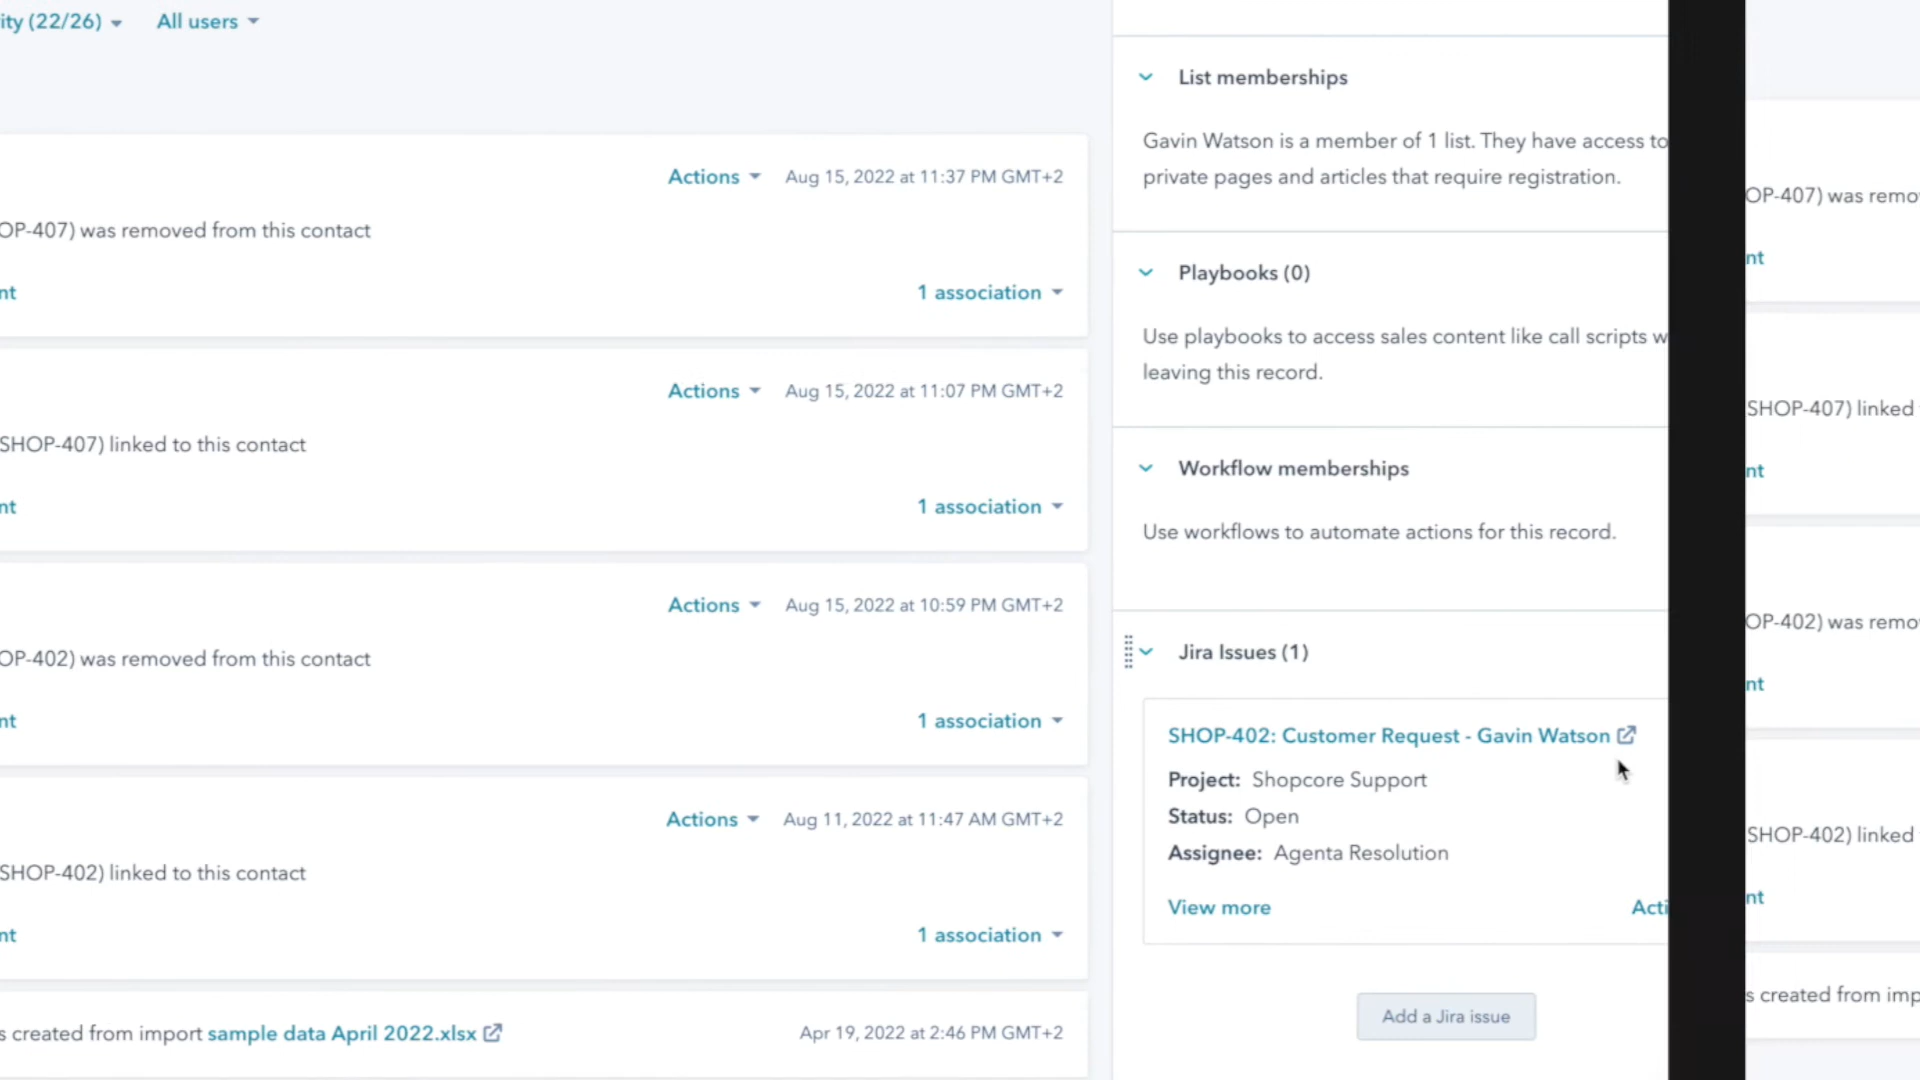 ity (22/26) All users
Actions Aug 15, 2022 at 11:37 PM GMT+2
OP-407) was removed from this contact
nt 1 association
Actions Aug 15, 2022 at 11:07 PM GMT+2
SHOP-407) linked to this contact
nt 1 association
Actions Aug 15, 2022 at 10:59 PM GMT+2
OP-402) was removed from this contact
nt 1 association
Actions Aug 11, 2022 at 11:47 AM GMT+2
SHOP-402) linked to this contact
nt 1 association
s created from import sample data April 2022.xlsx Apr 19, 2022 at 2:46 PM GMT+2
List memberships
Gavin Watson is a member of 1 list. They have access to
private pages and articles that require registration.
Playbooks (0)
Use playbooks to access sales content like call scripts w
leaving this record.
Workflow memberships
Use workflows to automate actions for this record.
Jira Issues (1)
SHOP-402: Customer Request - Gavin Watson
Project: Shopcore Support
Status: Open
Assignee: Agenta Resolution
View more Acti
Add a Jira issue
OP-407) was remo
nt
SHOP-407) linked
nt
OP-402) was remo
nt
SHOP-402) linked
nt
s created from imp